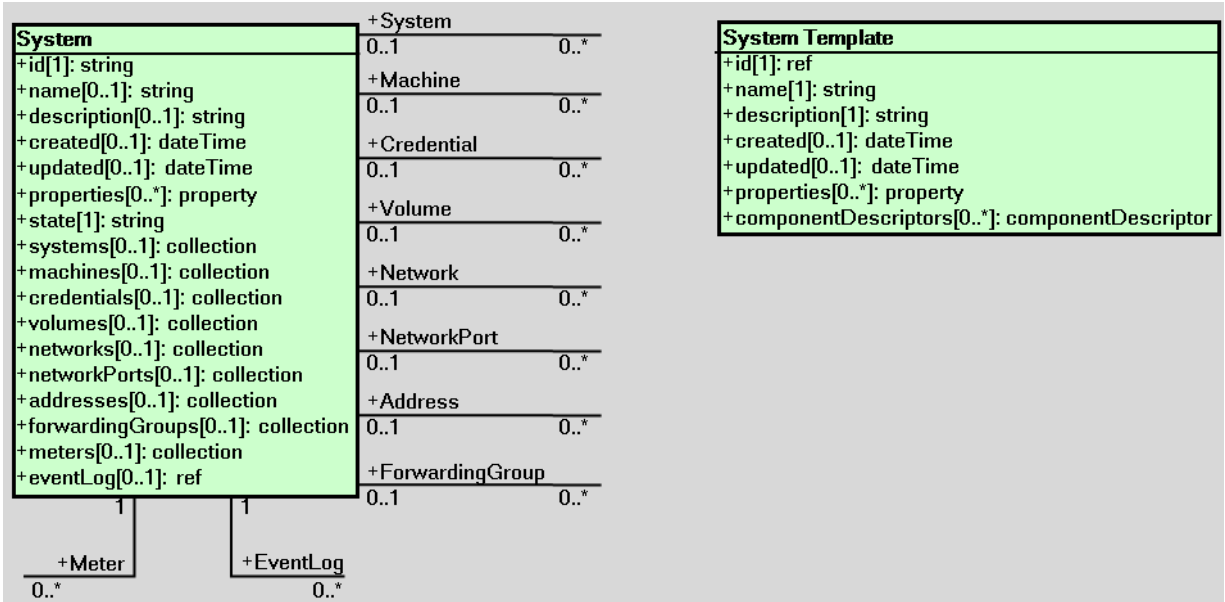 System
+id[1]: string
+name[0..1]: string
+description[0..1]: string
+created[0..1]: dateTime
+updated[0..1]: dateTime
+properties[0..*]: property
+state[1]: string
+systems[0..1]: collection
+machines[0..1]: collection
+credentials[0..1]: collection
+volumes[0..1]: collection
+networks[0..1]: collection
+networkPorts[0..1]: collection
+addresses[0..1]: collection
+forwardingGroups[0..1]: collection
+meters[0..1]: collection
+eventLog[0..1]: ref
+System
0..1 0..*
+Machine
0..1 0..*
+Credential
0..1 0..*
+Volume
0..1 0..*
+Network
0..1 0..*
+NetworkPort
0..1 0..*
+Address
0..1 0..*
+ForwardingGroup
0..1 0..*
1 1
+Meter +EventLog
0..* 0..*
System Template
+id[1]: ref
+name[1]: string
+description[1]: string
+created[0..1]: dateTime
+updated[0..1]: dateTime
+properties[0..*]: property
+componentDescriptors[0..*]: componentDescriptor